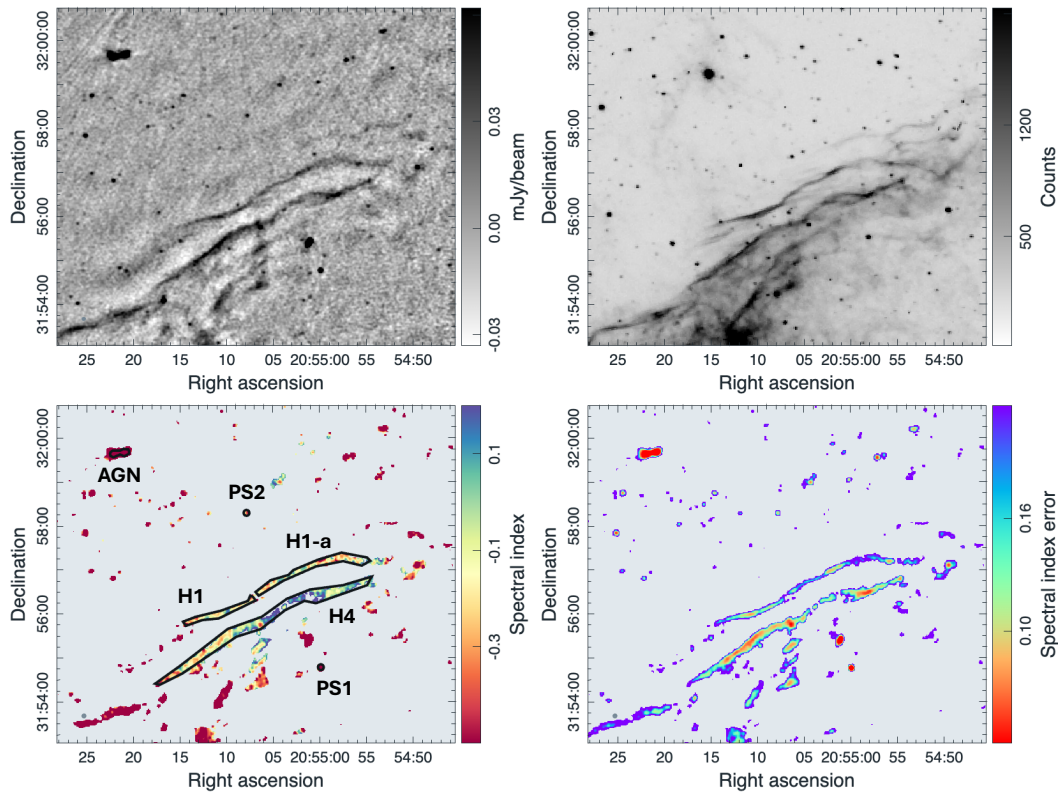 32:00:00
58:00
56:00
31:54:00
Declination
25 20 15 10 05 20:55:00 55 54:50
Right ascension
0.03
0.00
-0.03
mJy/beam
32:00:00
58:00
56:00
31:54:00
Declination
25 20 15 10 05 20:55:00 55 54:50
Right ascension
1200
500
Counts
32:00:00
58:00
56:00
31:54:00
Declination
AGN
PS2
H1-a
H1
H4
PS1
25 20 15 10 05 20:55:00 55 54:50
Right ascension
0.1
-0.1
-0.3
Spectral index
32:00:00
58:00
56:00
31:54:00
Declination
25 20 15 10 05 20:55:00 55 54:50
Right ascension
0.16
0.10
Spectral index error